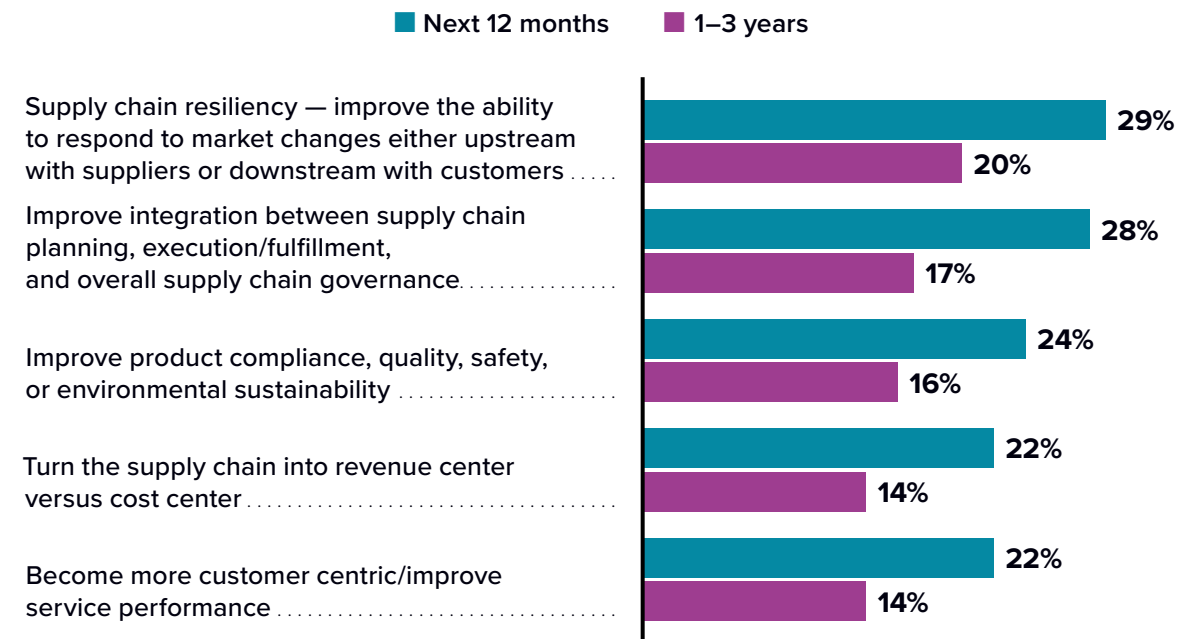 Next 12 months 1–3 years
Supply chain resiliency — improve the ability
to respond to market changes either upstream
with suppliers or downstream with customers .....
29%
20%
Improve integration between supply chain
planning, execution/fulfillment,
and overall supply chain governance................
28%
17%
Improve product compliance, quality, safety,
or environmental sustainability ......................
24%
16%
Turn the supply chain into revenue center
versus cost center.....................................
22%
14%
Become more customer centric/improve
service performance ..................................
22%
14%